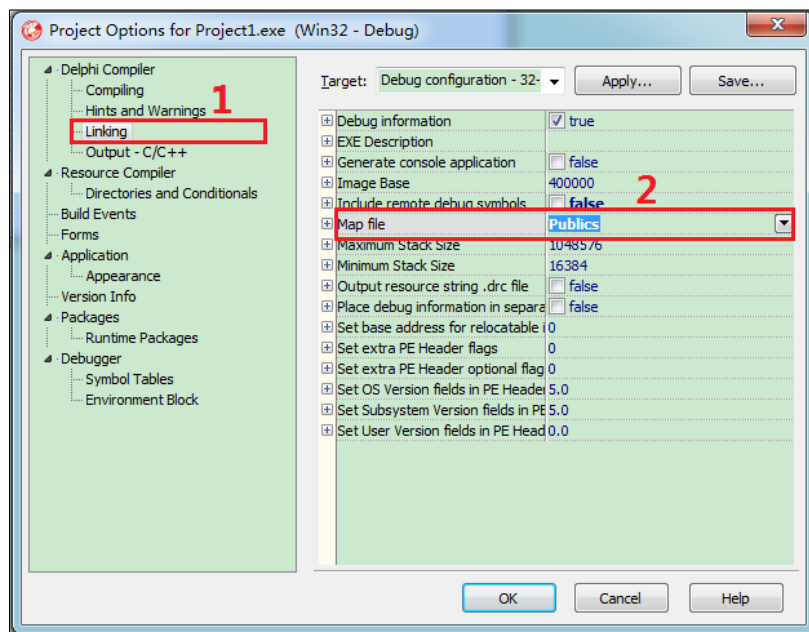 Project Options for Project1.exe (Win32 - Debug)
Delphi Compiler
Compiling
Hints and Warnings
1
Linking
Output - C/C++
Resource Compiler
Directories and Conditionals
Build Events
Forms
Application
Appearance
Version Info
Packages
Runtime Packages
Debugger
Symbol Tables
Environment Block
Target: Debug configuration - 32- Apply... Save...
Debug information true
EXE Description
Generate console application false
Image Base 400000
2
Include remote debug symbols false
Map file Publics
Maximum Stack Size 1048576
Minimum Stack Size 16384
Output resource string .drc file false
Place debug information in separa false
Set base address for relocatable i 0
Set extra PE Header flags 0
Set extra PE Header optional flag 0
Set OS Version fields in PE Header 5.0
Set Subsystem Version fields in PE 5.0
Set User Version fields in PE Head 0.0
OK Cancel Help